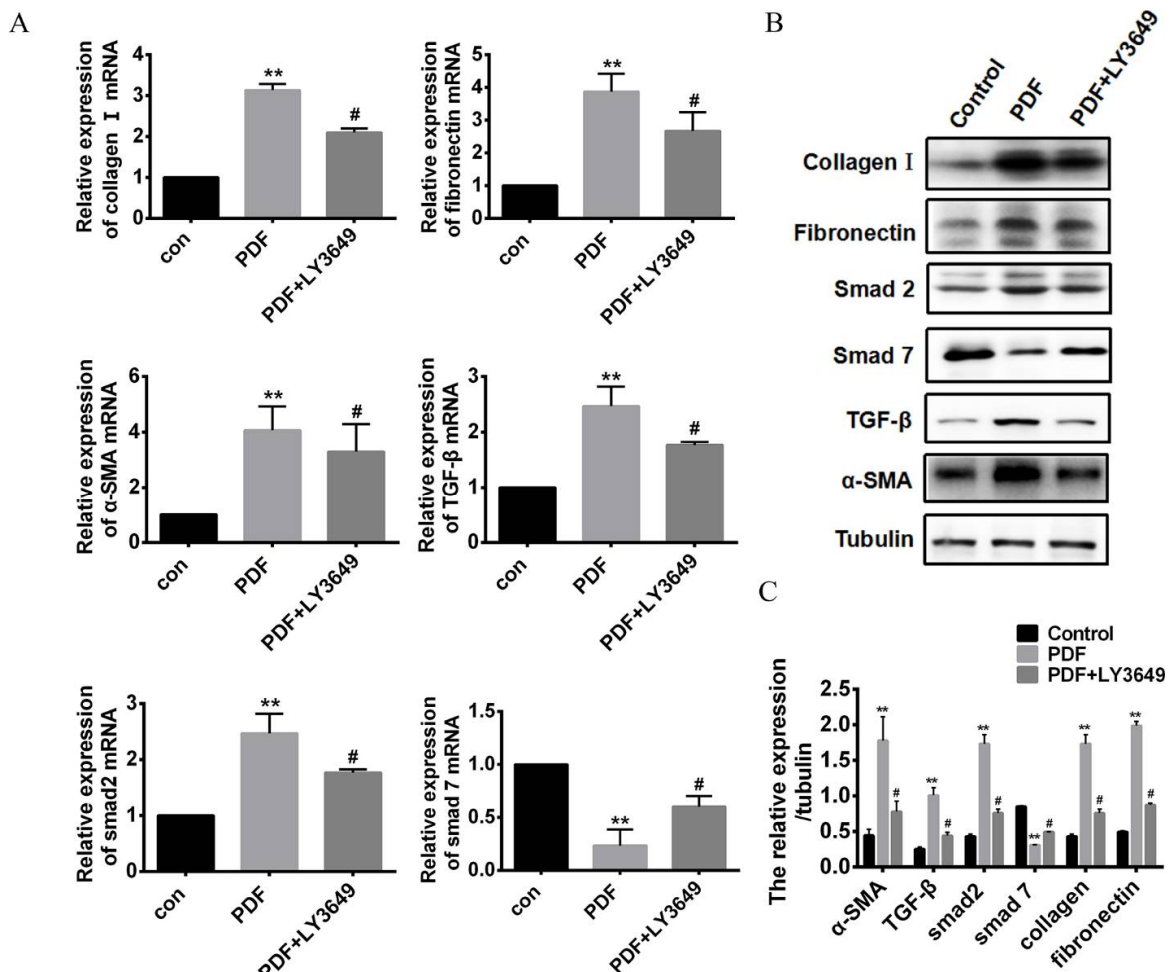 A
Relative expression
of collagen I mRNA
4
3
2
1
0
**
#
con
PDF
PDF+LY3649
Relative expression
of fibronectin mRNA
5
4
3
2
1
0
**
#
con
PDF
PDF+LY3649
Relative expression
of α-SMA mRNA
6
4
2
0
**
#
con
PDF
PDF+LY3649
Relative expression
of TGF-β mRNA
3
2
1
0
**
#
con
PDF
PDF+LY3649
Relative expression
of smad2 mRNA
3
2
1
0
**
#
con
PDF
PDF+LY3649
Relative expression
of smad 7 mRNA
1.5
1.0
0.5
0.0
**
#
con
PDF
PDF+LY3649
B
Control
PDF
PDF+LY3649
Collagen I
Fibronectin
Smad 2
Smad 7
TGF-β
α-SMA
Tubulin
C
Control
PDF
PDF+LY3649
The relative expression
/tubulin
2.5
2.0
1.5
1.0
0.5
0.0
** # ** # ** # ** # ** # ** #
α-SMA
TGF-β
smad2
smad 7
collagen
fibronectin